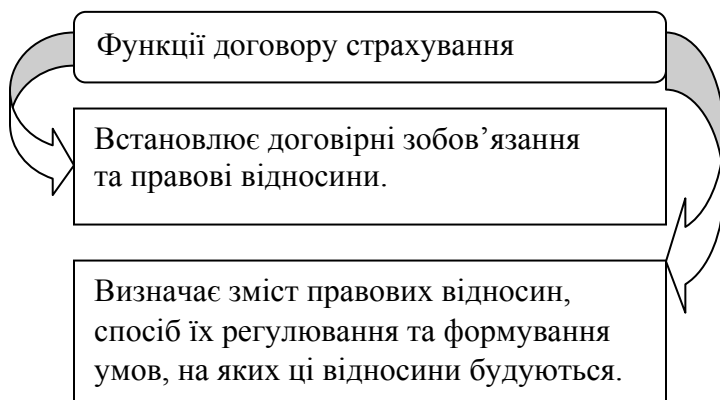 Функції договору страхування
Встановлює договірні зобов’язання
та правові відносини.
Визначає зміст правових відносин,
спосіб їх регулювання та формування
умов, на яких ці відносини будуються.